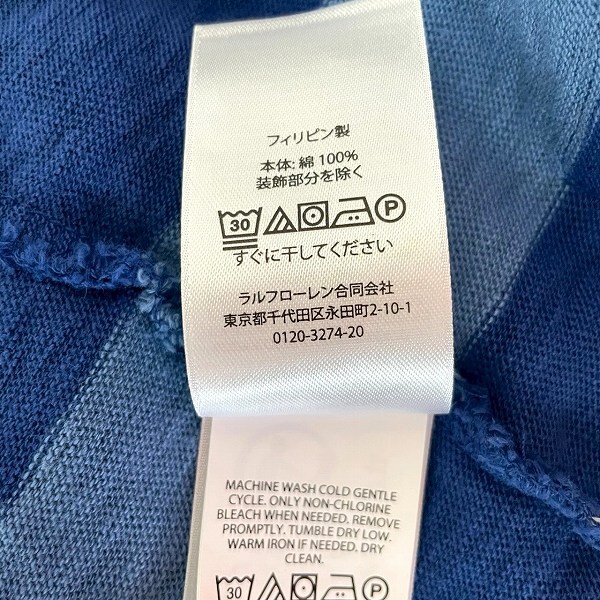 フィリピン製
本体: 綿 100%
装飾部分を除く
30 P
すぐに干してください
ラルフローレン合同会社
東京都千代田区永田町2-10-1
0120-3274-20
MACHINE WASH COLD GENTLE
CYCLE. ONLY NON-CHLORINE
BLEACH WHEN NEEDED. REMOVE
PROMPTLY. TUMBLE DRY LOW.
WARM IRON IF NEEDED. DRY
CLEAN.
30 P